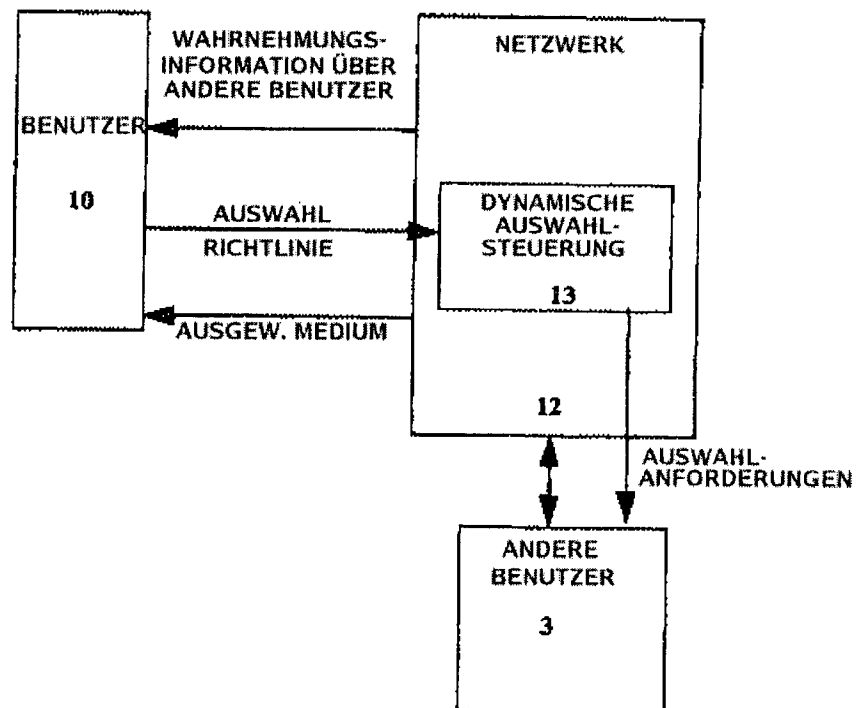 WAHRNEHMUNGS-
INFORMATION ÜBER
ANDERE BENUTZER
BENUTZER
10
AUSWAHL
RICHTLINIE
AUSGEW. MEDIUM
NETZWERK
DYNAMISCHE
AUSWAHL-
STEUERUNG
13
12
AUSWAHL-
ANFORDERUNGEN
ANDERE
BENUTZER
3